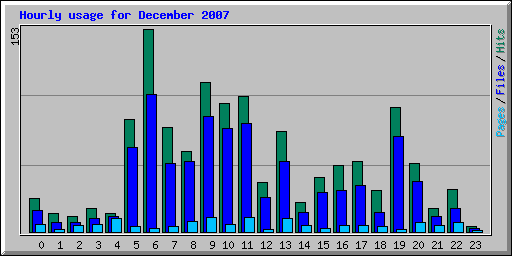 Hourly usage for December 2007
153
Pages/Files/Hits
0 1 2 3 4 5 6 7 8 9 10 11 12 13 14 15 16 17 18 19 20 21 22 23